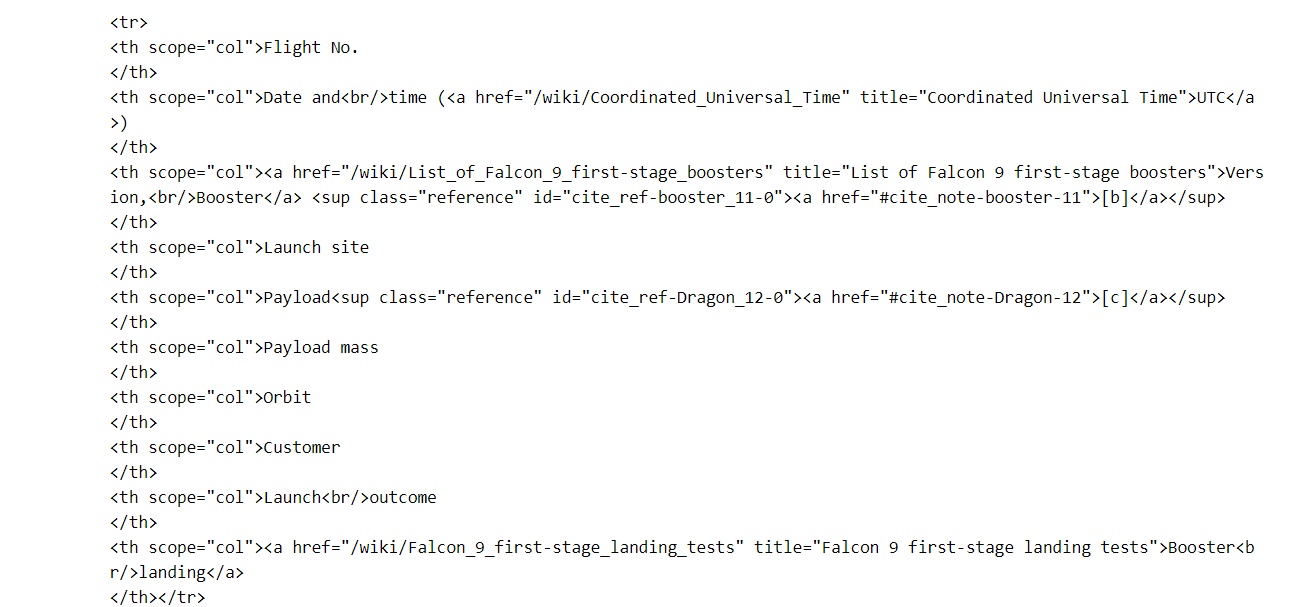 <tr>
<th scope="col">Flight No.
</th>
<th scope="col">Date and<br/>time (<a href="/wiki/Coordinated_Universal_Time" title="Coordinated Universal Time">UTC</a
>)
</th>
<th scope="col"><a href="/wiki/List_of_Falcon_9_first-stage_boosters" title="List of Falcon 9 first-stage boosters">Vers
ion,<br/>Booster</a> <sup class="reference" id="cite_ref-booster_11-0"><a href="#cite_note-booster-11">[b]</a></sup>
</th>
<th scope="col">Launch site
</th>
<th scope="col">Payload<sup class="reference" id="cite_ref-Dragon_12-0"><a href="#cite_note-Dragon-12">[c]</a></sup>
</th>
<th scope="col">Payload mass
</th>
<th scope="col">Orbit
</th>
<th scope="col">Customer
</th>
<th scope="col">Launch<br/>outcome
</th>
<th scope="col"><a href="/wiki/Falcon_9_first-stage_landing_tests" title="Falcon 9 first-stage landing tests">Booster<b
r/>landing</a>
</th></tr>